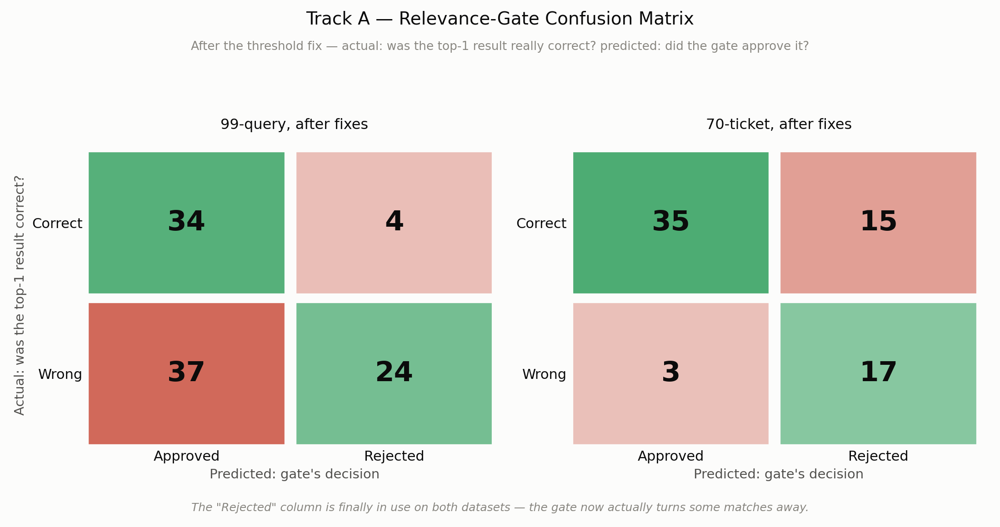 Track A — Relevance-Gate Confusion Matrix
After the threshold fix — actual: was the top-1 result really correct? predicted: did the gate approve it?
99-query, after fixes
70-ticket, after fixes
Actual: was the top-1 result correct?
Correct
34
4
Correct
35
15
Wrong
37
24
Wrong
3
17
Approved
Rejected
Approved
Rejected
Predicted: gate's decision
Predicted: gate's decision
The "Rejected" column is finally in use on both datasets — the gate now actually turns some matches away.